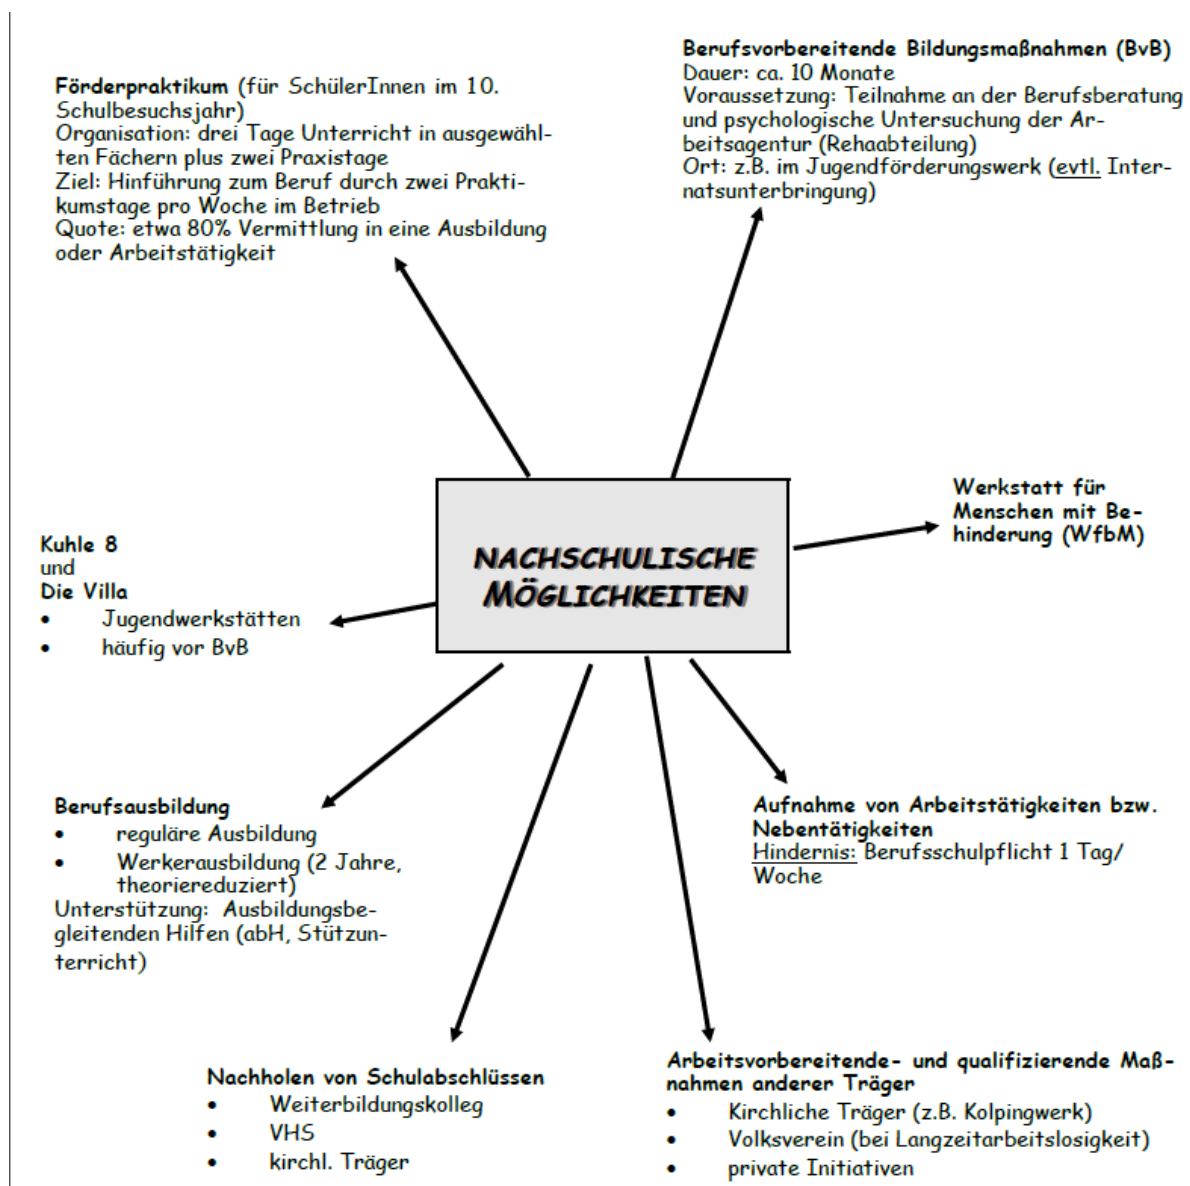 Förderpraktikum (für SchülerInnen im 10.
Schulbesuchsjahr)
Organisation: drei Tage Unterricht in ausgewähl-
ten Fächern plus zwei Praxistage
Ziel: Hinführung zum Beruf durch zwei Prakti-
kumstage pro Woche im Betrieb
Quote: etwa 80% Vermittlung in eine Ausbildung
oder Arbeitstätigkeit
Berufsvorbereitende Bildungsmaßnahmen (BvB)
Dauer: ca. 10 Monate
Voraussetzung: Teilnahme an der Berufsberatung
und psychologische Untersuchung der Ar-
beitsagentur (Rehaabteilung)
Ort: z.B. im Jugendförderungswerk (evtl. Inter-
natsunterbringung)
Werkstatt für
Menschen mit Be-
hinderung (WfbM)
NACHSCHULISCHE
MÖGLICHKEITEN
Kuhle 8
und
Die Villa
• Jugendwerkstätten
• häufig vor BvB
Berufsausbildung
• reguläre Ausbildung
• Werkerausbildung (2 Jahre,
theoriereduziert)
Unterstützung: Ausbildungsbe-
gleitenden Hilfen (abH, Stützun-
terricht)
Aufnahme von Arbeitstätigkeiten bzw.
Nebentätigkeiten
Hindernis: Berufsschulpflicht 1 Tag/
Woche
Nachholen von Schulabschlüssen
• Weiterbildungskolleg
• VHS
• kirchl. Träger
Arbeitsvorbereitende- und qualifizierende Maß-
nahmen anderer Träger
• Kirchliche Träger (z.B. Kolpingwerk)
• Volksverein (bei Langzeitarbeitslosigkeit)
• private Initiativen